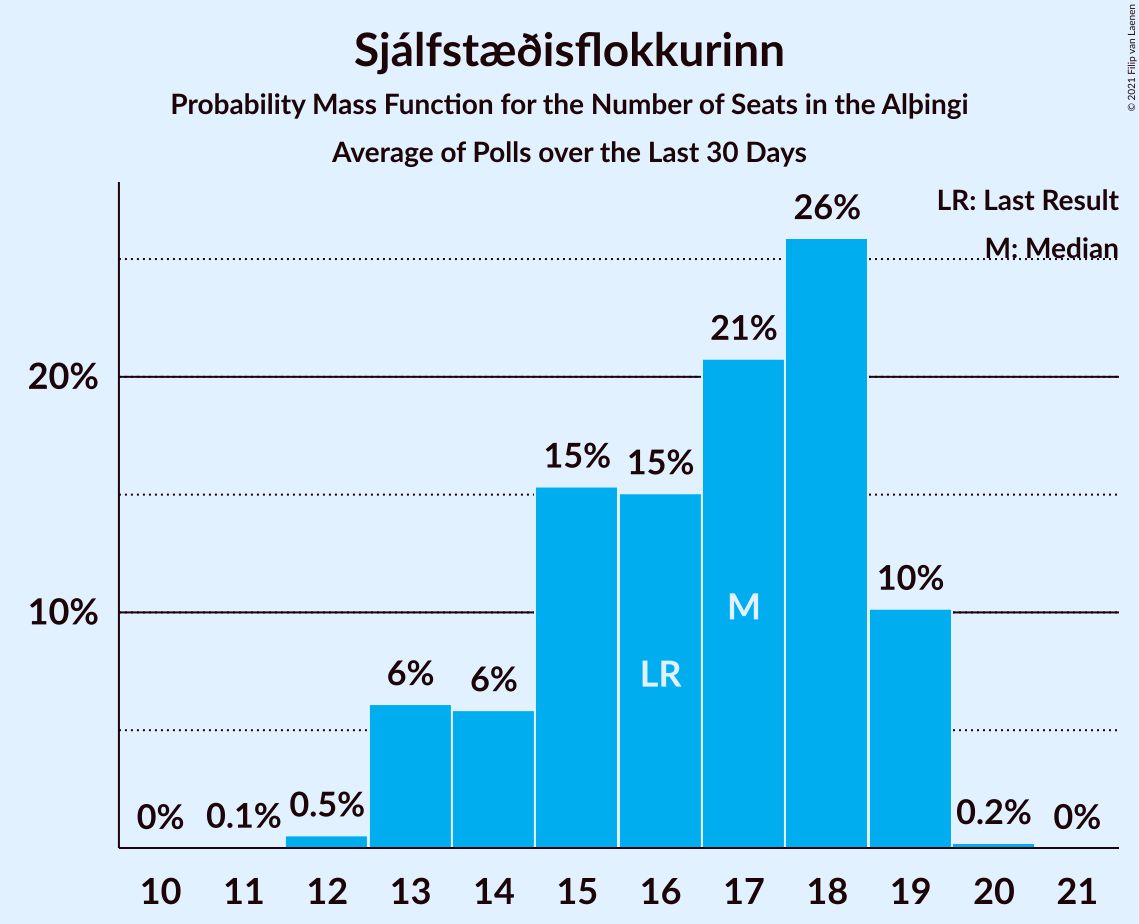 Sjálfstæðisflokkurinn
Probability Mass Function for the Number of Seats in the Alþingi
Average of Polls over the Last 30 Days
© 2021 Filip van Laenen
LR: Last Result
M: Median
26%
21%
20%
15% 15%
10%
10%
M
LR
6% 6%
0% 0.1% 0.5% 0.2% 0%
10 11 12 13 14 15 16 17 18 19 20 21